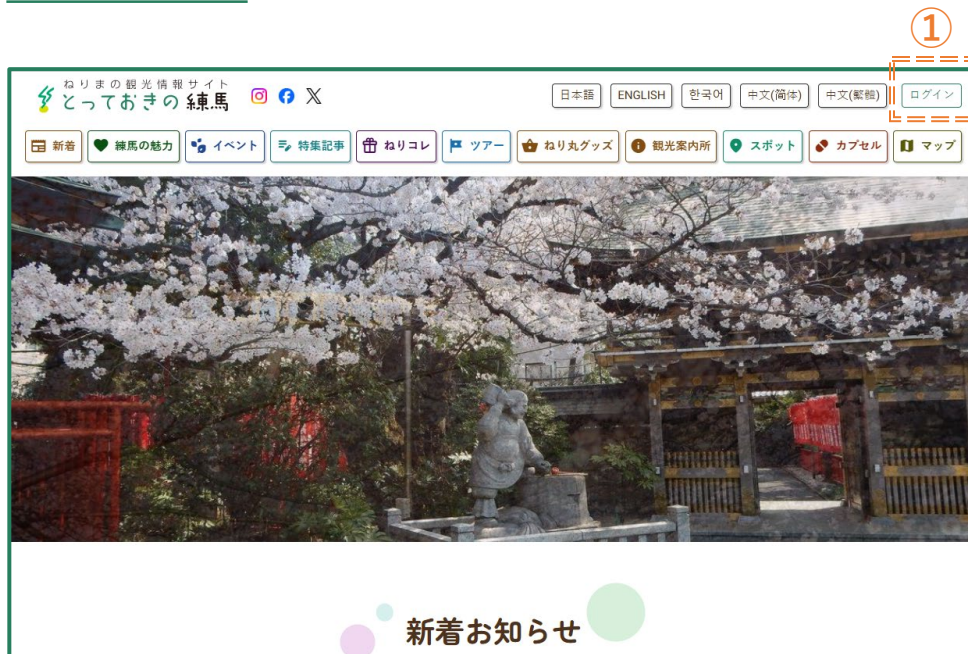 ①
ねりまの観光情報サイト
とっておきの練馬
日本語 ENGLISH 한국어 中文(简体) 中文(繁體) ログイン
新着 練馬の魅力 イベント 特集記事 ねりコレ ツアー ねり丸グッズ 観光案内所 スポット カプセル マップ
新着お知らせ